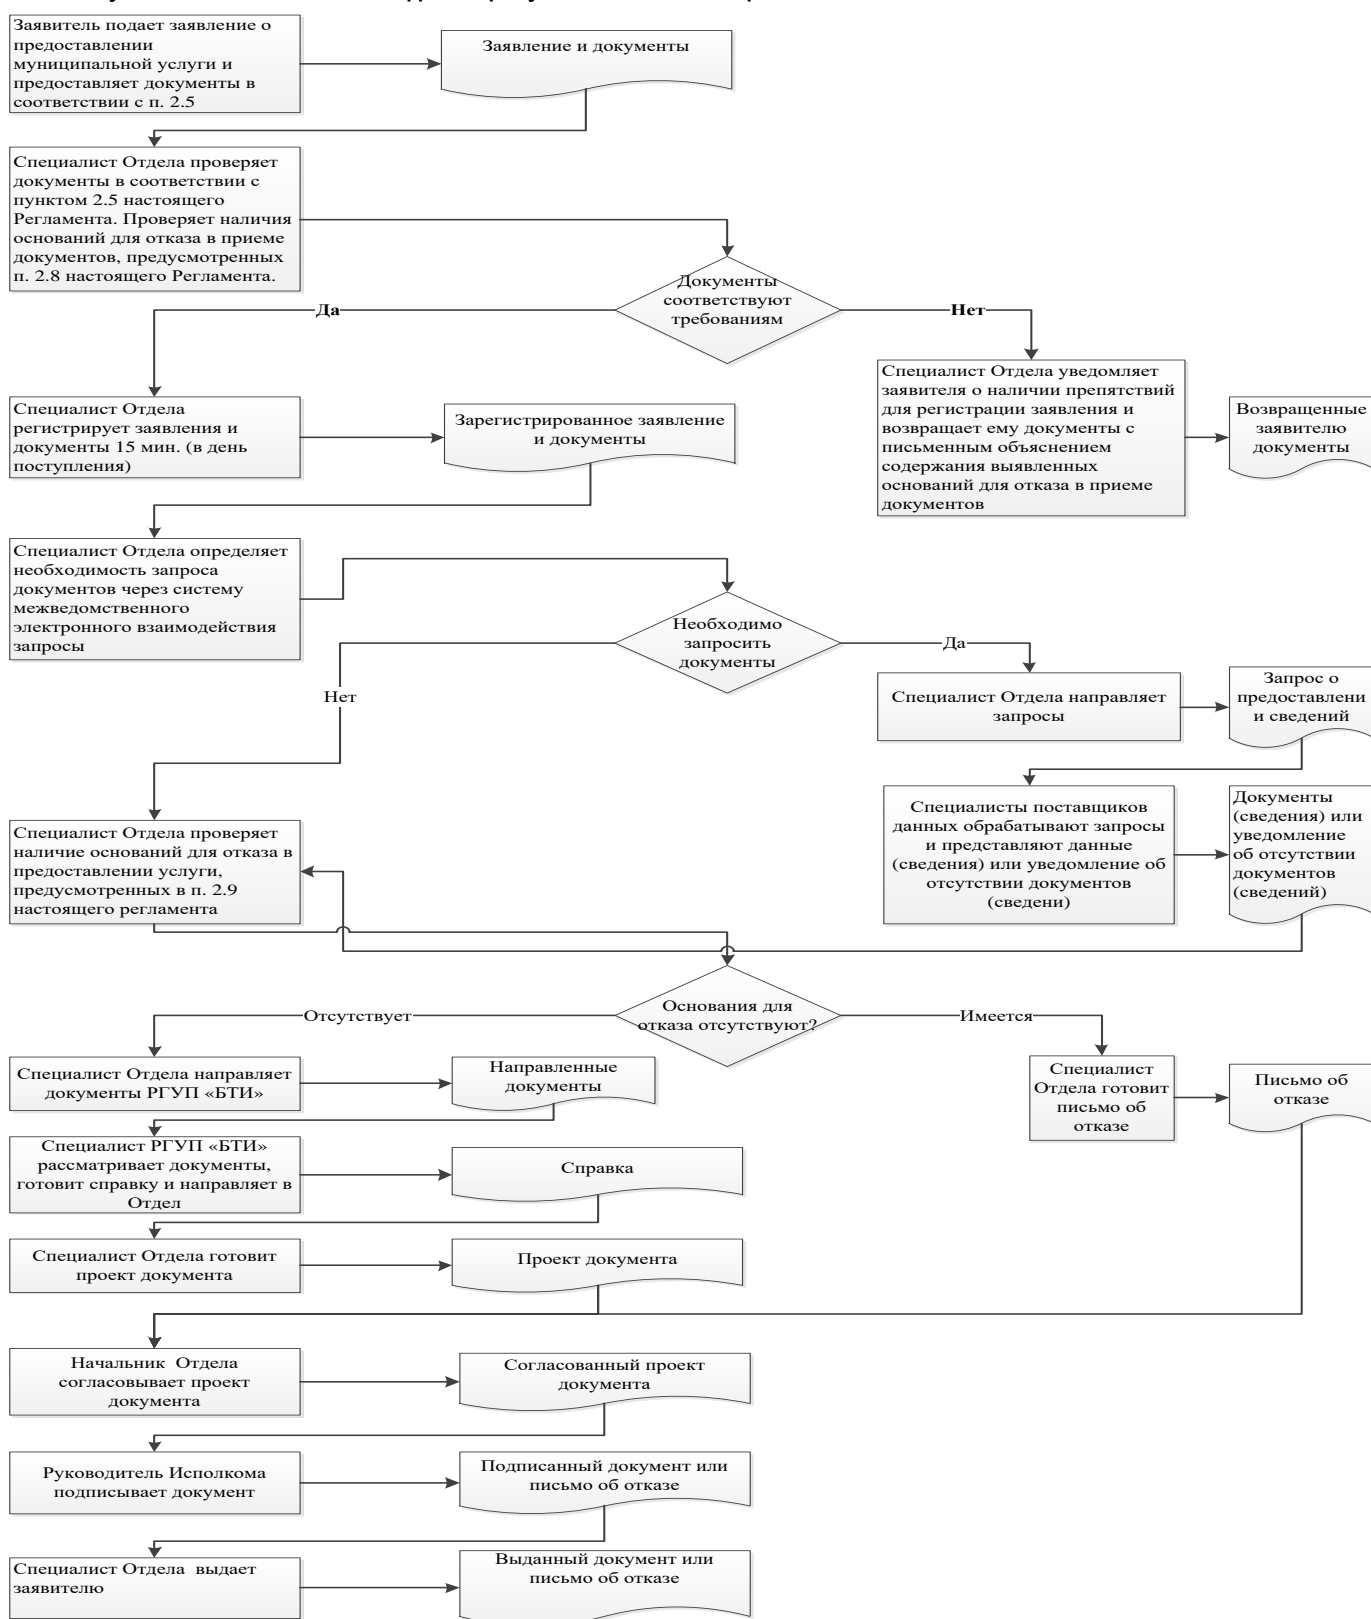 Заявитель подает заявление о
предоставлении
муниципальной услуги и
предоставляет документы в
соответствии с п. 2.5
Заявление и документы
Специалист Отдела проверяет
документы в соответствии с
пунктом 2.5 настоящего
Регламента. Проверяет наличия
оснований для отказа в приеме
документов, предусмотренных
п. 2.8 настоящего Регламента.
Документы
соответствуют
требованиям
Да
Нет
Специалист Отдела
регистрирует заявления и
документы 15 мин. (в день
поступления)
Зарегистрированное заявление
и документы
Специалист Отдела уведомляет
заявителя о наличии препятствий
для регистрации заявления и
возвращает ему документы с
письменным объяснением
содержания выявленных
оснований для отказа в приеме
документов
Возвращенные
заявителю
документы
Специалист Отдела определяет
необходимость запроса
документов через систему
межведомственного
электронного взаимодействия
запросы
Необходимо
запросить
документы
Да
Нет
Специалист Отдела направляет
запросы
Запрос о
предоставлени
и сведений
Специалисты поставщиков
данных обрабатывают запросы
и представляют данные
(сведения) или уведомление об
отсутствии документов
(сведени)
Документы
(сведения) или
уведомление
об отсутствии
документов
(сведений)
Специалист Отдела проверяет
наличие оснований для отказа в
предоставлении услуги,
предусмотренных в п. 2.9
настоящего регламента
Основания для
отказа отсутствуют?
Отсутствует
Имеется
Специалист Отдела направляет
документы РГУП «БТИ»
Направленные
документы
Специалист
Отдела готовит
письмо об
отказе
Письмо об
отказе
Специалист РГУП «БТИ»
рассматривает документы,
готовит справку и направляет в
Отдел
Справка
Специалист Отдела готовит
проект документа
Проект документа
Начальник  Отдела
согласовывает проект
документа
Согласованный проект
документа
Руководитель Исполкома
подписывает документ
Подписанный документ или
письмо об отказе
Специалист Отдела  выдает
заявителю
Выданный документ или
письмо об отказе